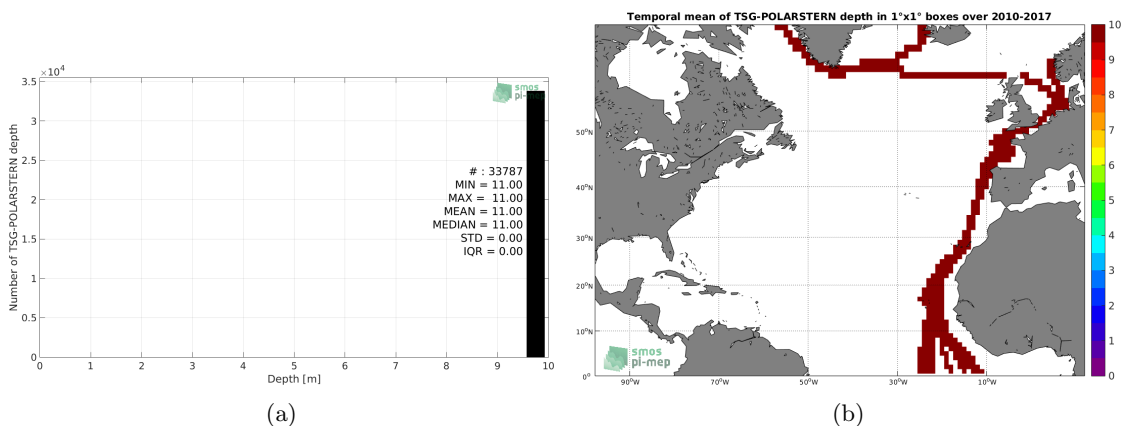 ×10⁴
3.5
3
2.5
2
1.5
1
0.5
0
Number of TSG-POLARSTERN depth
smos
pi-mep
# : 33787
MIN = 11.00
MAX = 11.00
MEAN = 11.00
MEDIAN = 11.00
STD = 0.00
IQR = 0.00
0 1 2 3 4 5 6 7 8 9 10
Depth [m]
(a)
Temporal mean of TSG-POLARSTERN depth in 1°x1° boxes over 2010-2017
50°N
40°N
30°N
20°N
10°N
0°
90°W 70°W 50°W 30°W 10°W
smos
pi-mep
10
9
8
7
6
5
4
3
2
1
0
(b)